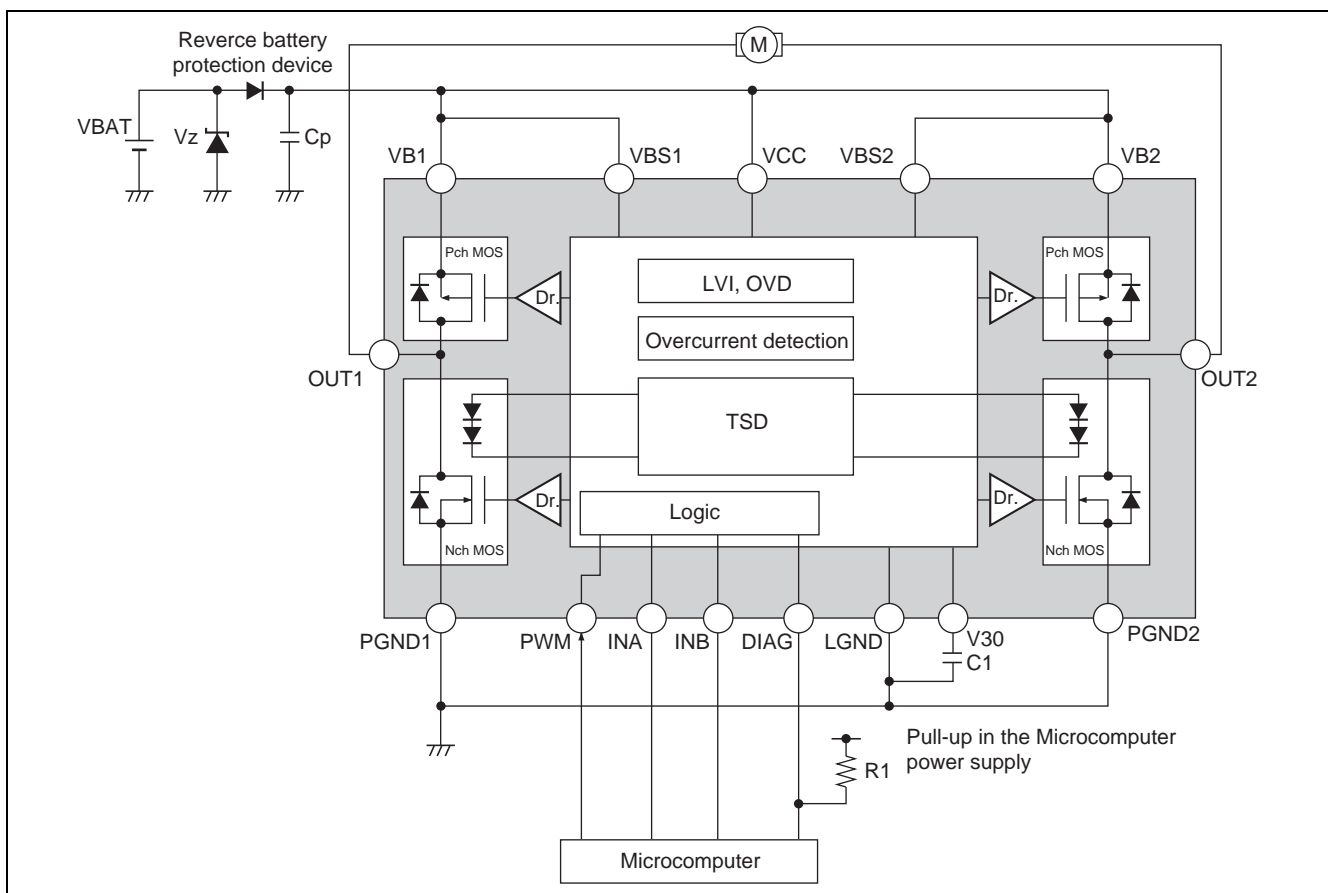 Reverce battery
protection device
M
VBAT
Vz
Cp
VB1
VBS1
VCC
VBS2
VB2
Pch MOS
Dr.
LVI, OVD
Dr.
Pch MOS
Overcurrent detection
OUT1
OUT2
TSD
Dr.
Logic
Dr.
Nch MOS
Nch MOS
PGND1
PWM
INA
INB
DIAG
LGND
V30
C1
PGND2
Pull-up in the Microcomputer
power supply
R1
Microcomputer